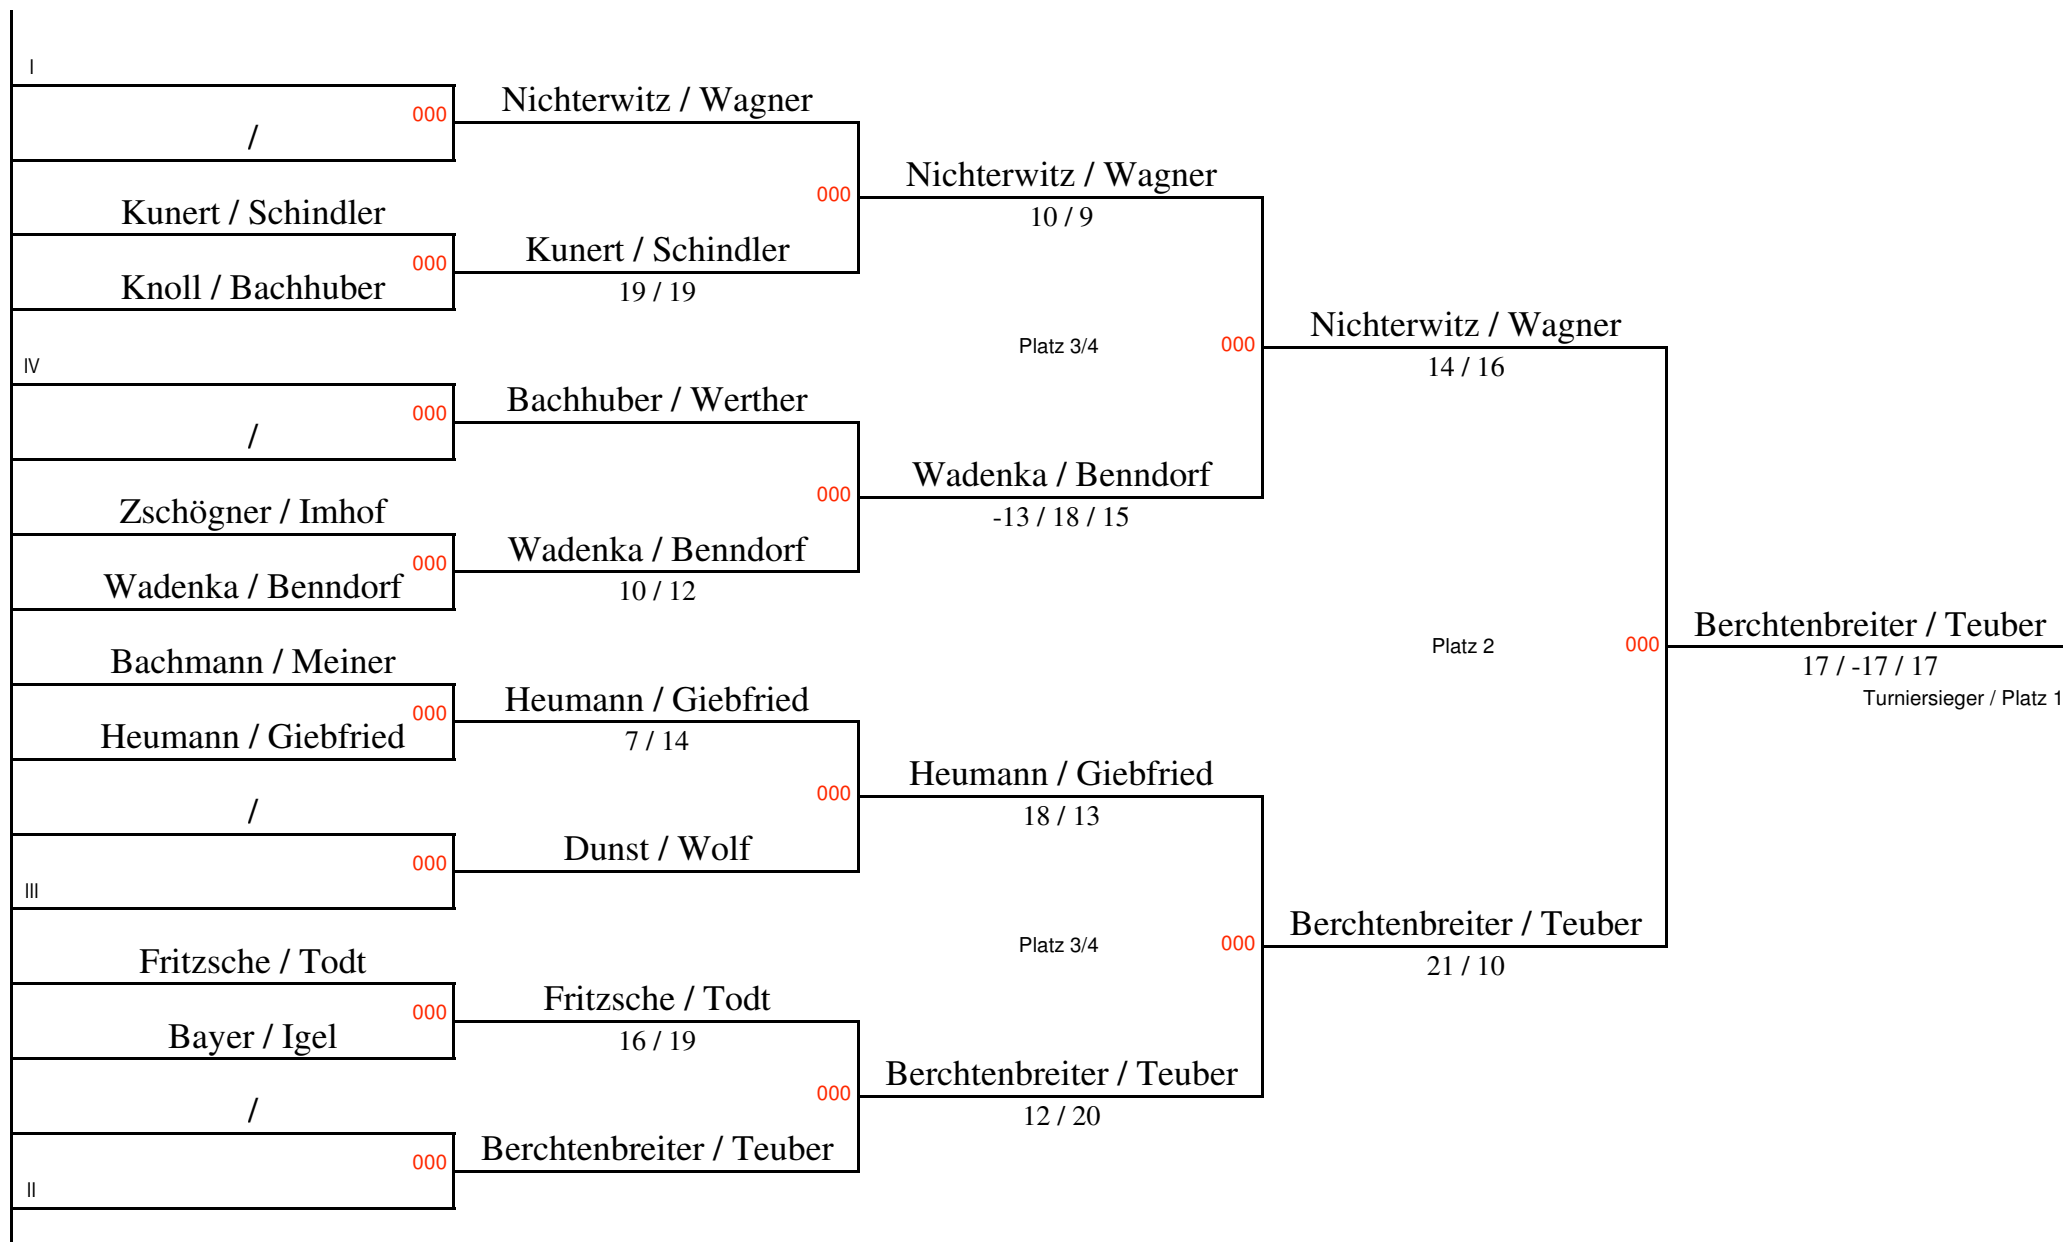 I
000
/
Nichterwitz / Wagner
Kunert / Schindler
000
Knoll / Bachhuber
Kunert / Schindler
19 / 19
000
Nichterwitz / Wagner
10 / 9
IV
000
/
Bachhuber / Werther
Zschögner / Imhof
000
Wadenka / Benndorf
Wadenka / Benndorf
10 / 12
000
Wadenka / Benndorf
-13 / 18 / 15
Platz 3/4
000
Nichterwitz / Wagner
14 / 16
Bachmann / Meiner
000
Heumann / Giebfried
Heumann / Giebfried
7 / 14
/
000
III
Dunst / Wolf
000
Heumann / Giebfried
18 / 13
Fritzsche / Todt
000
Bayer / Igel
Fritzsche / Todt
16 / 19
/
000
II
Berchtenbreiter / Teuber
000
Berchtenbreiter / Teuber
12 / 20
Platz 3/4
000
Berchtenbreiter / Teuber
21 / 10
Platz 2
000
Berchtenbreiter / Teuber
17 / -17 / 17
Turniersieger / Platz 1